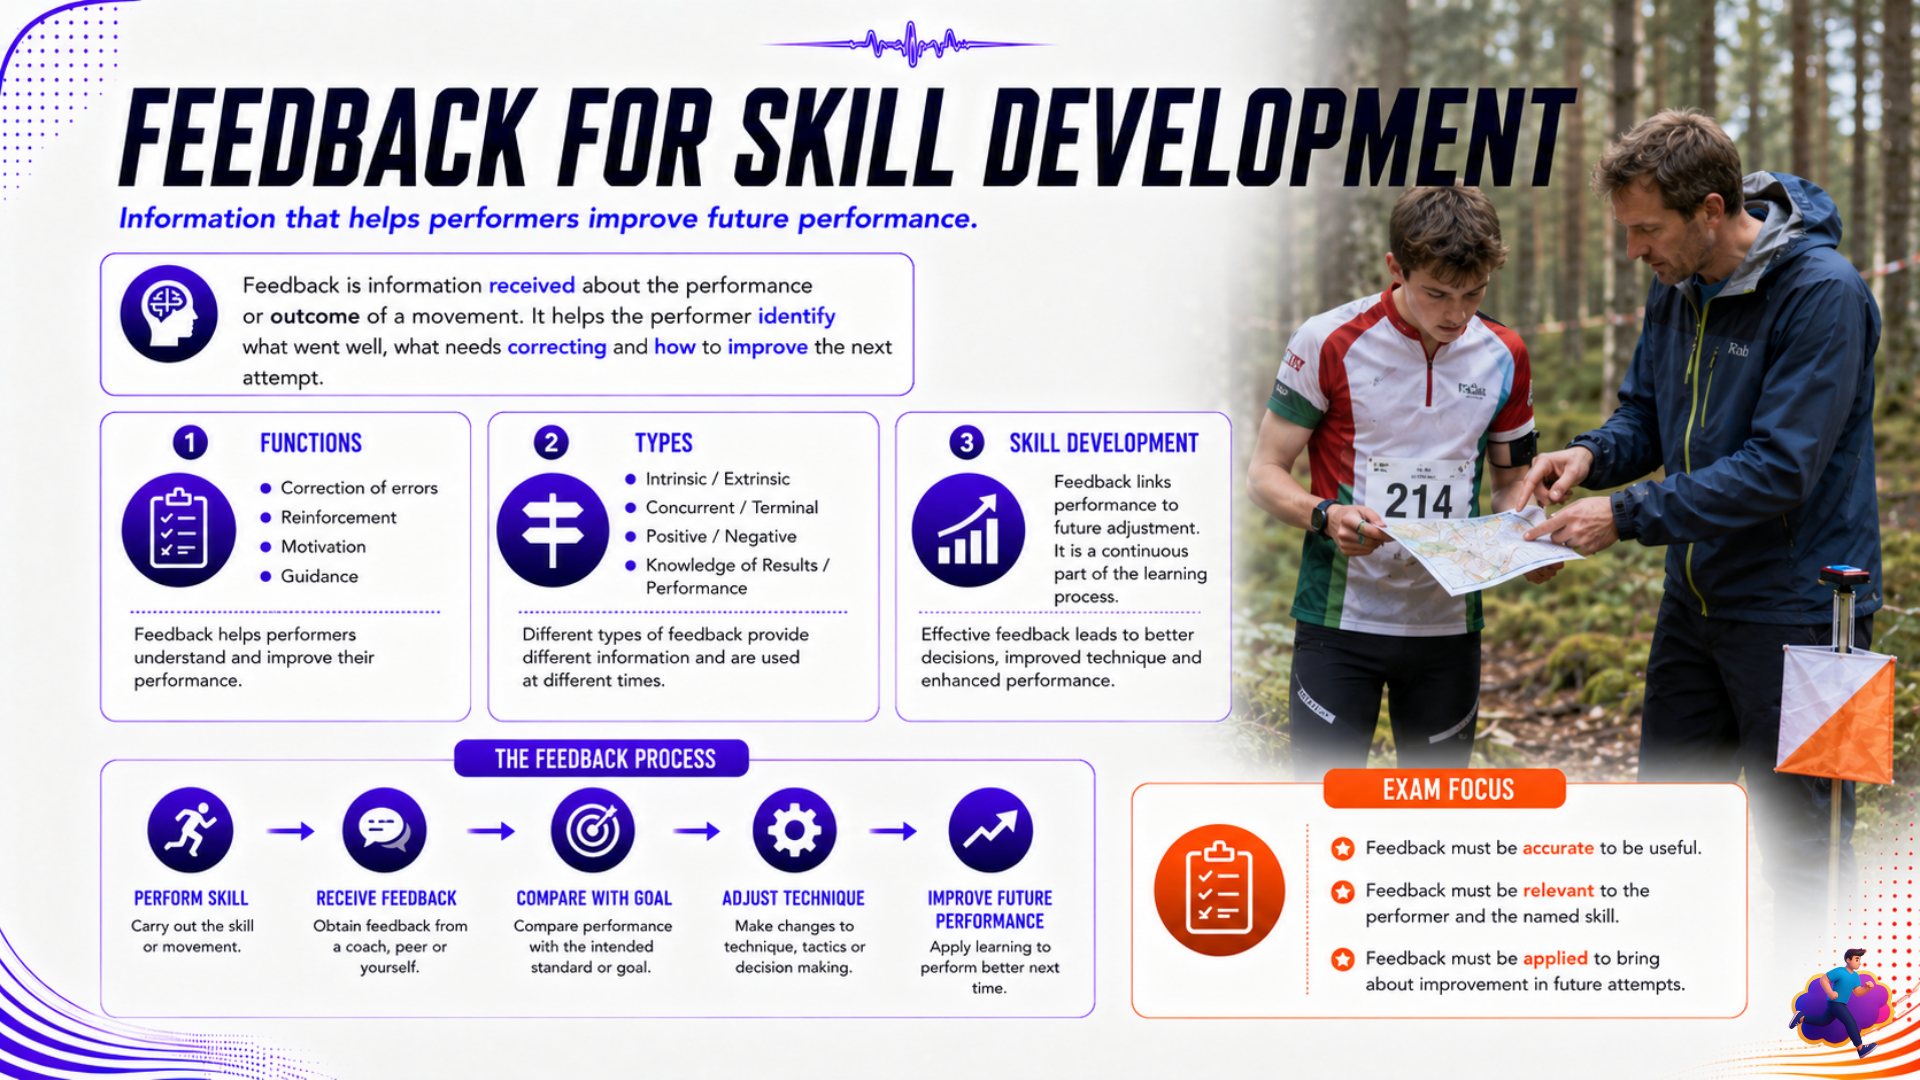 FEEDBACK FOR SKILL DEVELOPMENT
Information that helps performers improve future performance.
Feedback is information received about the performance
or outcome of a movement. It helps the performer identify
what went well, what needs correcting and how to improve the next
attempt.
1 FUNCTIONS
Correction of errors
Reinforcement
Motivation
Guidance
Feedback helps performers
understand and improve their
performance.
2 TYPES
Intrinsic / Extrinsic
Concurrent / Terminal
Positive / Negative
Knowledge of Results /
Performance
Different types of feedback provide
different information and are used
at different times.
3 SKILL DEVELOPMENT
Feedback links
performance to
future adjustment.
It is a continuous
part of the learning
process.
Effective feedback leads to better
decisions, improved technique and
enhanced performance.
Rab
214
THE FEEDBACK PROCESS
PERFORM SKILL
Carry out the skill
or movement.
RECEIVE FEEDBACK
Obtain feedback from
a coach, peer or
yourself.
COMPARE WITH GOAL
Compare performance
with the intended
standard or goal.
ADJUST TECHNIQUE
Make changes to
technique, tactics or
decision making.
IMPROVE FUTURE
PERFORMANCE
Apply learning to
perform better next
time.
EXAM FOCUS
Feedback must be accurate to be useful.
Feedback must be relevant to the
performer and the named skill.
Feedback must be applied to bring
about improvement in future attempts.